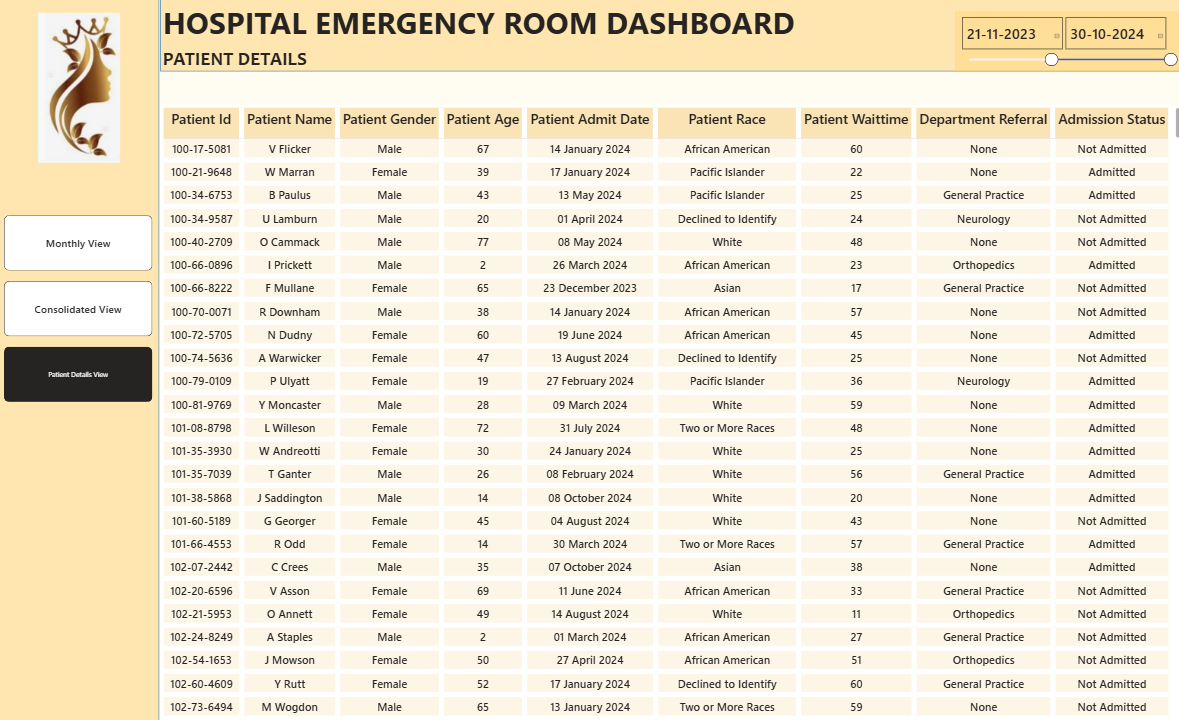 HOSPITAL EMERGENCY ROOM DASHBOARD
PATIENT DETAILS
21-11-2023 30-10-2024
Monthly View
Consolidated View
Patient Details View
Patient Id Patient Name Patient Gender Patient Age Patient Admit Date Patient Race Patient Waittime Department Referral Admission Status
100-17-5081 V Flicker Male 67 14 January 2024 African American 60 None Not Admitted
100-21-9648 W Marran Female 39 17 January 2024 Pacific Islander 22 None Admitted
100-34-6753 B Paulus Male 43 13 May 2024 Pacific Islander 25 General Practice Admitted
100-34-9587 U Lamburn Male 20 01 April 2024 Declined to Identify 24 Neurology Not Admitted
100-40-2709 O Cammack Male 77 08 May 2024 White 48 None Not Admitted
100-66-0896 I Prickett Male 2 26 March 2024 African American 23 Orthopedics Admitted
100-66-8222 F Mullane Female 65 23 December 2023 Asian 17 General Practice Not Admitted
100-70-0071 R Downham Male 38 14 January 2024 African American 57 None Not Admitted
100-72-5705 N Dudny Female 60 19 June 2024 African American 45 None Admitted
100-74-5636 A Warwicker Female 47 13 August 2024 Declined to Identify 25 None Not Admitted
100-79-0109 P Ulyatt Female 19 27 February 2024 Pacific Islander 36 Neurology Admitted
100-81-9769 Y Moncaster Male 28 09 March 2024 White 59 None Admitted
101-08-8798 L Willeson Female 72 31 July 2024 Two or More Races 48 None Admitted
101-35-3930 W Andreotti Female 30 24 January 2024 White 25 None Admitted
101-35-7039 T Ganter Male 26 08 February 2024 White 56 General Practice Admitted
101-38-5868 J Saddington Male 14 08 October 2024 White 20 None Admitted
101-60-5189 G Georger Female 45 04 August 2024 White 43 None Not Admitted
101-66-4553 R Odd Female 14 30 March 2024 Two or More Races 57 General Practice Admitted
102-07-2442 C Crees Male 35 07 October 2024 Asian 38 None Admitted
102-20-6596 V Asson Female 69 11 June 2024 African American 33 General Practice Not Admitted
102-21-5953 O Annett Female 49 14 August 2024 White 11 Orthopedics Not Admitted
102-24-8249 A Staples Male 2 01 March 2024 African American 27 General Practice Not Admitted
102-54-1653 J Mowson Female 50 27 April 2024 African American 51 Orthopedics Not Admitted
102-60-4609 Y Rutt Female 52 17 January 2024 Declined to Identify 60 General Practice Not Admitted
102-73-6494 M Wogdon Male 65 13 January 2024 Two or More Races 59 None Not Admitted